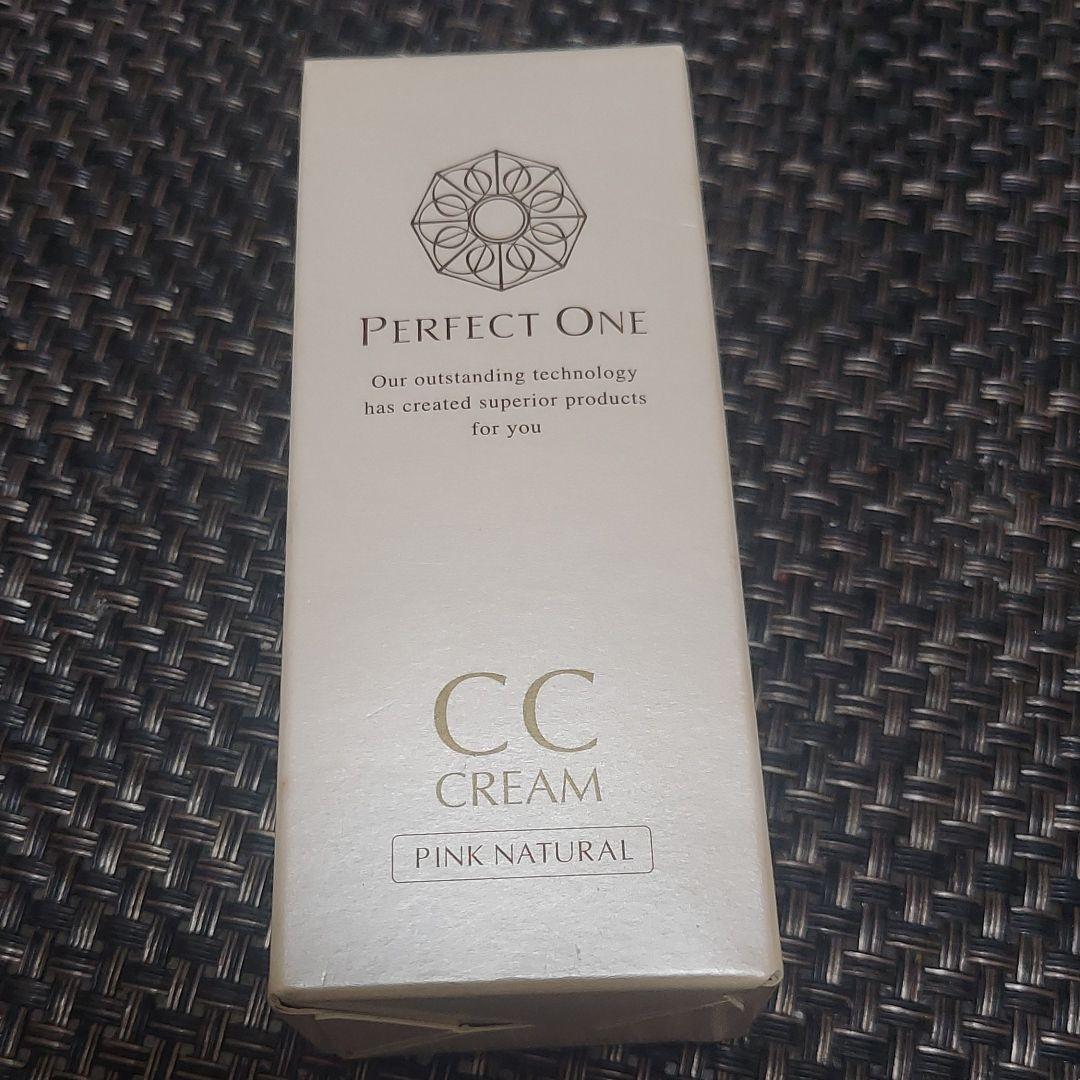 PERFECT ONE
Our outstanding technology
has created superior products
for you
CC
CREAM
PINK NATURAL